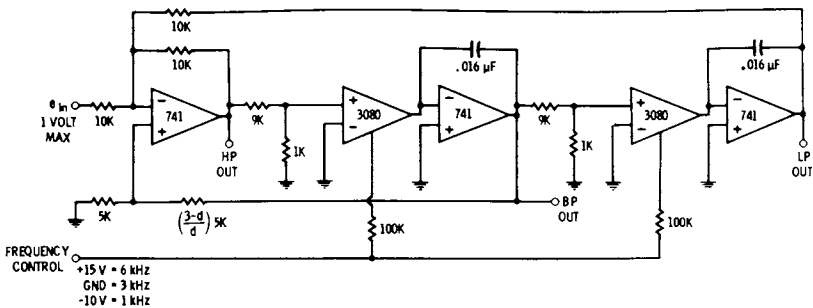 10K
10K
.016 µF
.016 µF
e in
1 VOLT
MAX
10K
−
741
+
9K
+
3080
−
−
741
+
9K
+
3080
−
−
741
+
1K
1K
HP
OUT
LP
OUT
5K
(3-d/d) 5K
BP
OUT
100K
100K
FREQUENCY
CONTROL
+15 V = 6 kHz
GND = 3 kHz
-10 V = 1 kHz